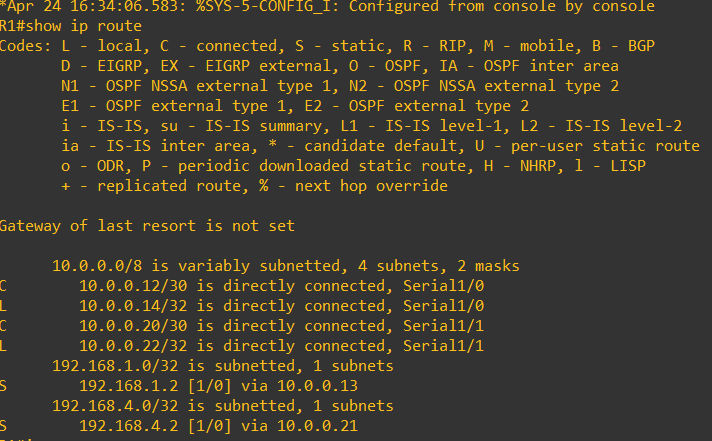 *Apr 24 16:34:06.583: %SYS-5-CONFIG_I: Configured from console by console
R1#show ip route
Codes: L - local, C - connected, S - static, R - RIP, M - mobile, B - BGP
D - EIGRP, EX - EIGRP external, O - OSPF, IA - OSPF inter area
N1 - OSPF NSSA external type 1, N2 - OSPF NSSA external type 2
E1 - OSPF external type 1, E2 - OSPF external type 2
i - IS-IS, su - IS-IS summary, L1 - IS-IS level-1, L2 - IS-IS level-2
ia - IS-IS inter area, * - candidate default, U - per-user static route
o - ODR, P - periodic downloaded static route, H - NHRP, l - LISP
+ - replicated route, % - next hop override
Gateway of last resort is not set
10.0.0.0/8 is variably subnetted, 4 subnets, 2 masks
C 10.0.0.12/30 is directly connected, Serial1/0
L 10.0.0.14/32 is directly connected, Serial1/0
C 10.0.0.20/30 is directly connected, Serial1/1
L 10.0.0.22/32 is directly connected, Serial1/1
192.168.1.0/32 is subnetted, 1 subnets
S 192.168.1.2 [1/0] via 10.0.0.13
192.168.4.0/32 is subnetted, 1 subnets
S 192.168.4.2 [1/0] via 10.0.0.21